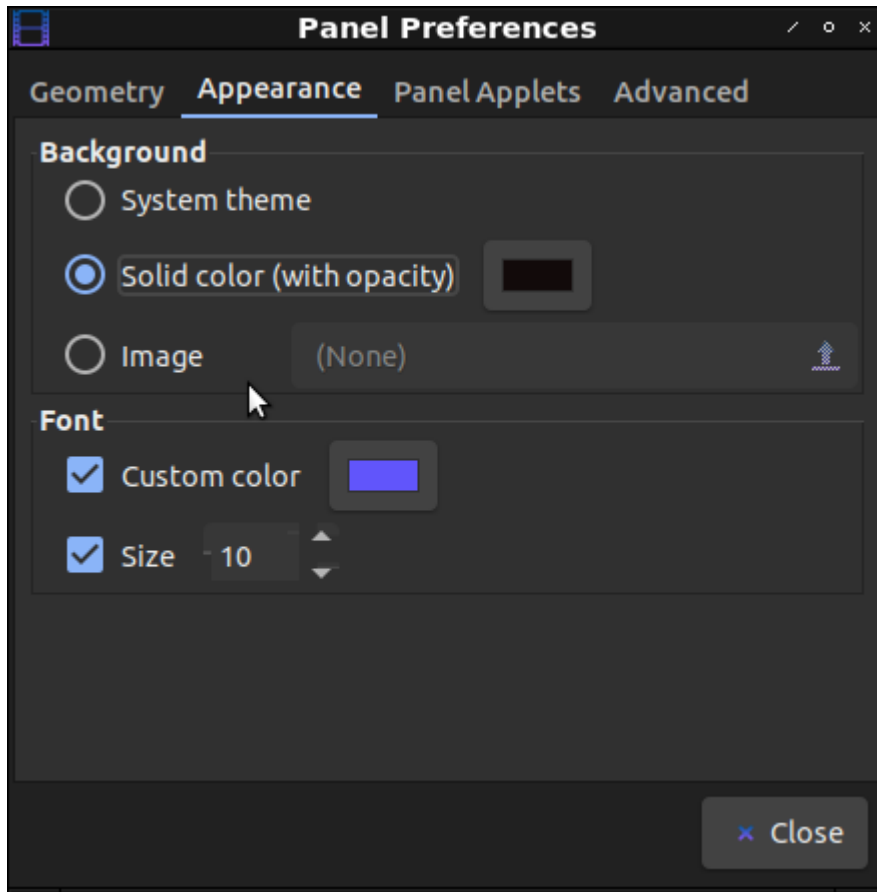 Panel Preferences
Geometry Appearance Panel Applets Advanced
Background
System theme
Solid color (with opacity)
Image (None)
Font
Custom color
Size 10
Close